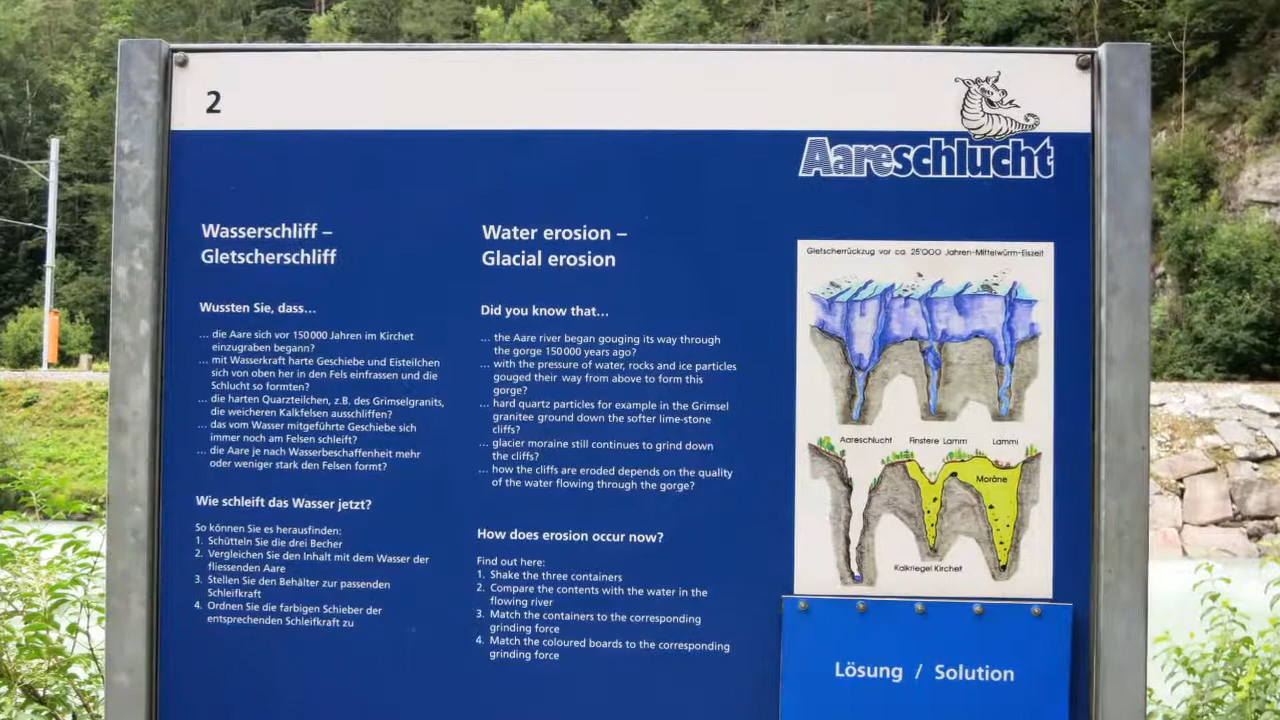 2
Aareschlucht
Wasserschliff –
Gletscherschliff
Wussten Sie, dass...
... die Aare sich vor 150000 Jahren im Kirchet
einzugraben begann?
... mit Wasserkraft harte Geschiebe und Eisteilchen
sich von oben her in den Fels einfrassen und die
Schlucht so formten?
... die harten Quarzteilchen, z.B. des Grimselgranits,
die weicheren Kalkfelsen ausschliffen?
... das vom Wasser mitgeführte Geschiebe sich
immer noch am Felsen schleift?
... die Aare je nach Wasserbeschaffenheit mehr
oder weniger stark den Felsen formt?
Wie schleift das Wasser jetzt?
So können Sie es herausfinden:
1. Schütteln Sie die drei Becher
2. Vergleichen Sie den Inhalt mit dem Wasser der
fliessenden Aare
3. Stellen Sie den Behälter zur passenden
Schleifkraft
4. Ordnen Sie die farbigen Schieber der
entsprechenden Schleifkraft zu
Water erosion –
Glacial erosion
Did you know that...
... the Aare river began gouging its way through
the gorge 150000 years ago?
... with the pressure of water, rocks and ice particles
gouged their way from above to form this
gorge?
... hard quartz particles for example in the Grimsel
granitee ground down the softer lime-stone
cliffs?
... glacier moraine still continues to grind down
the cliffs?
... how the cliffs are eroded depends on the quality
of the water flowing through the gorge?
How does erosion occur now?
Find out here:
1. Shake the three containers
2. Compare the contents with the water in the
flowing river
3. Match the containers to the corresponding
grinding force
4. Match the coloured boards to the corresponding
grinding force
Gletscherrückzug vor ca. 25'000 Jahren-Mittelwürm-Eiszeit
Aareschlucht Finstere Lamm Lammi
Moräne
Kalkriegel Kirchet
Lösung / Solution